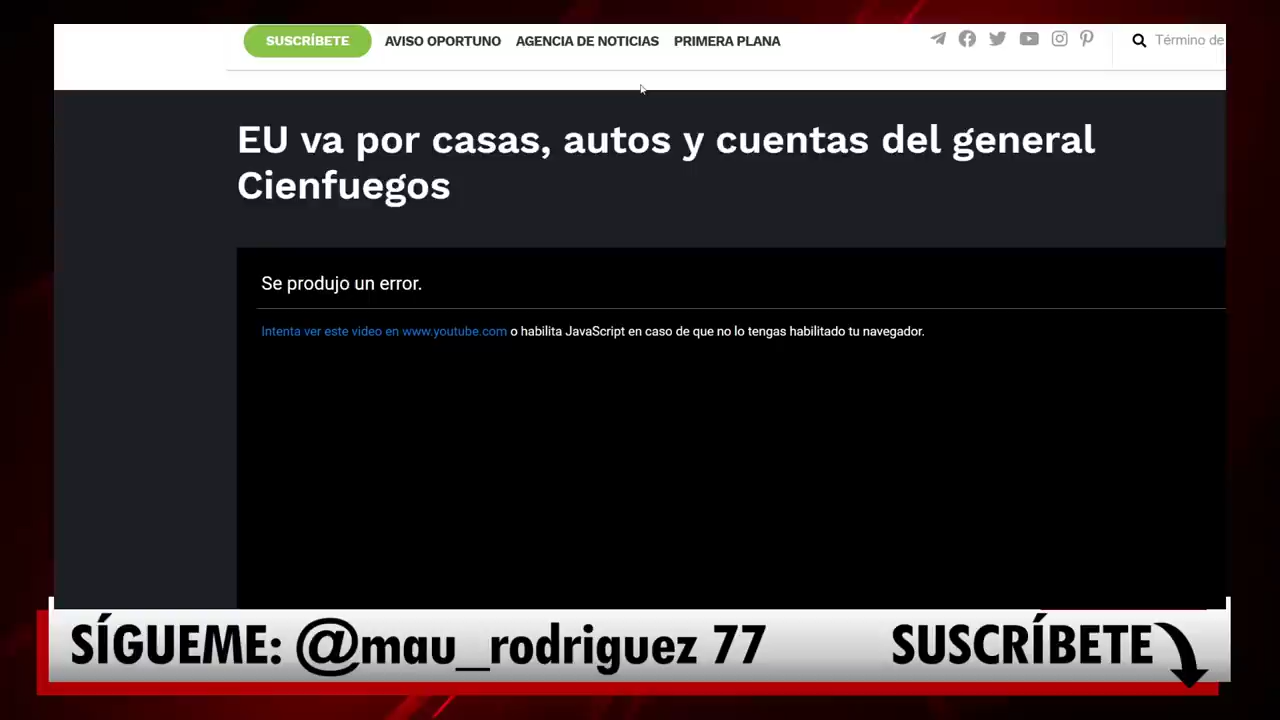 SUSCRÍBETE AVISO OPORTUNO AGENCIA DE NOTICIAS PRIMERA PLANA Término de
EU va por casas, autos y cuentas del general
Cienfuegos
Se produjo un error.
Intenta ver este video en www.youtube.com o habilita JavaScript en caso de que no lo tengas habilitado tu navegador.
SÍGUEME: @mau_rodriguez 77 SUSCRÍBETE